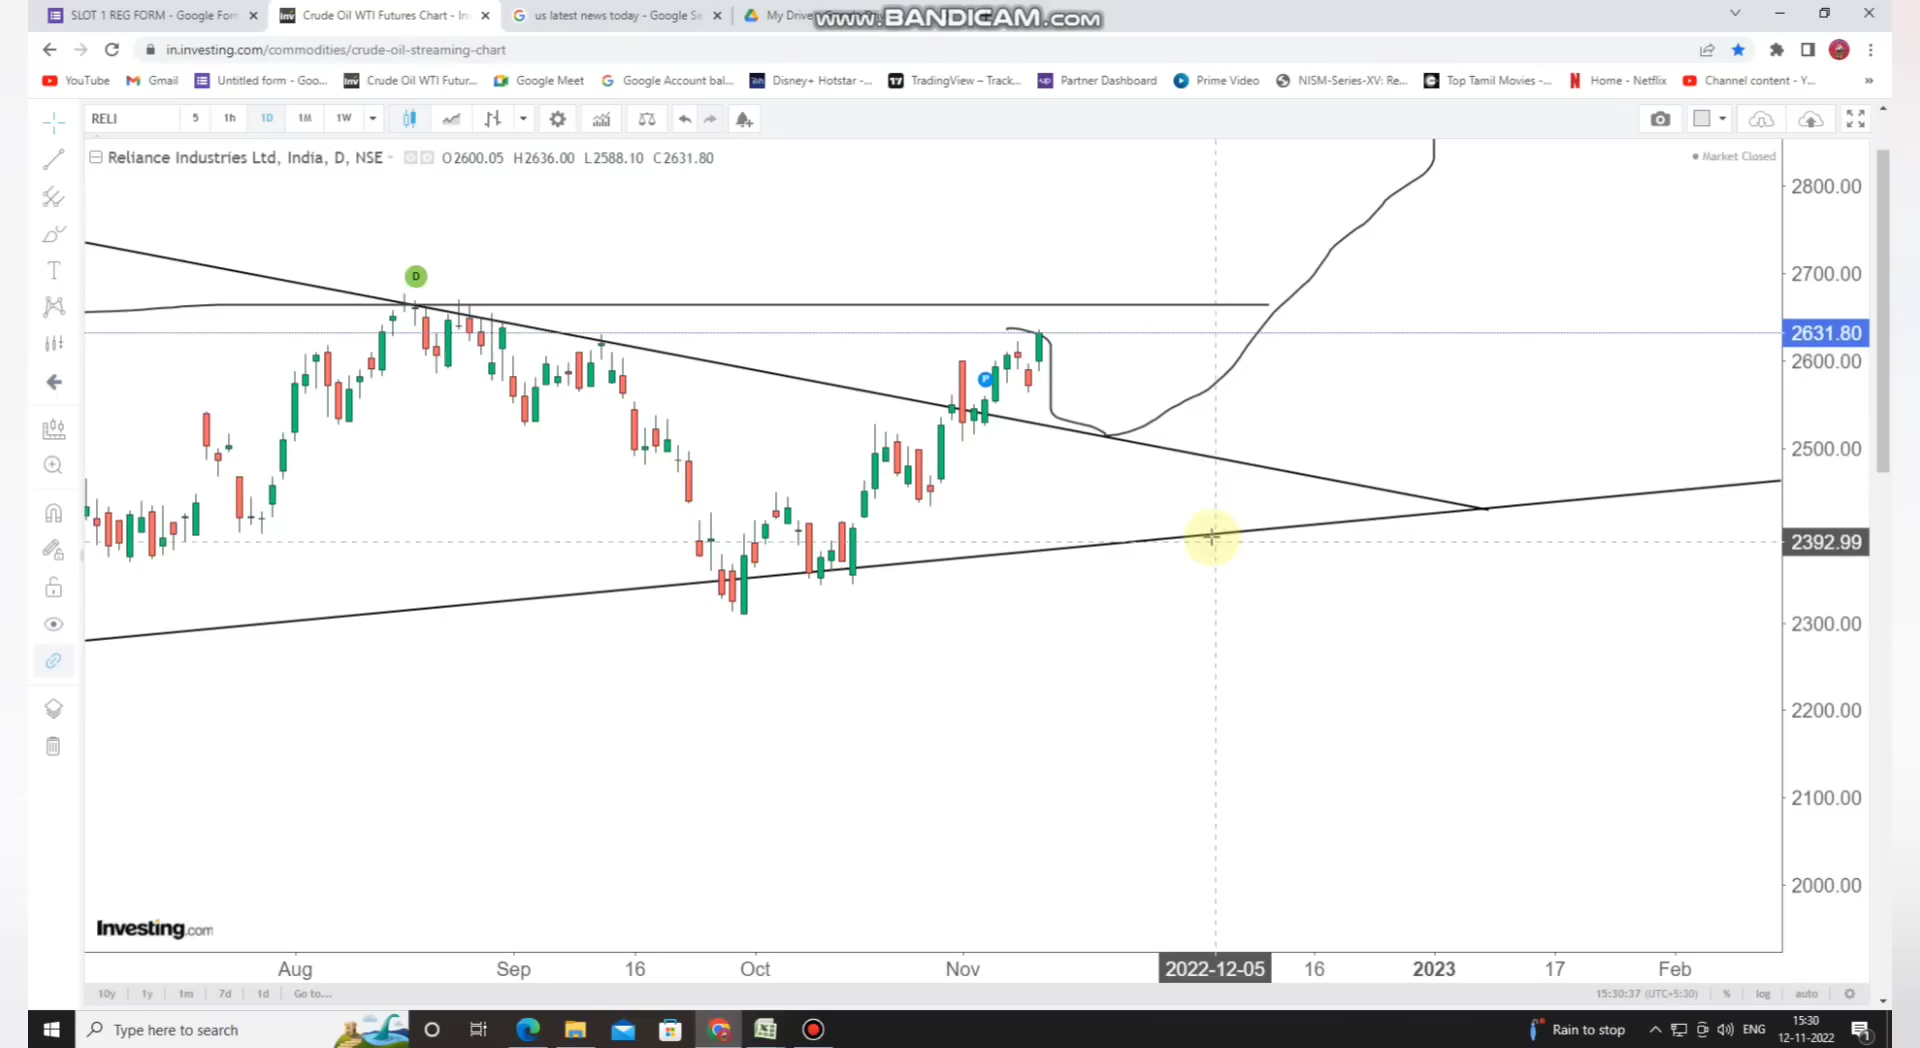 SLOT 1 REG FORM - Google Forn
Crude Oil WTI Futures Chart - In
us latest news today - Google Se
My Drive
www.BANDICAM.com
in.investing.com/commodities/crude-oil-streaming-chart
YouTube Gmail Untitled form - Goo... Crude Oil WTI Futur... Google Meet Google Account bal... Disney+ Hotstar -... TradingView – Track... Partner Dashboard Prime Video NISM-Series-XV: Re... Top Tamil Movies -... Home - Netflix Channel content - Y... »
RELI 5 1h 1D 1M 1W
Reliance Industries Ltd, India, D, NSE O2600.05 H2636.00 L2588.10 C2631.80
Market Closed
2800.00
2700.00
D
2631.80
2600.00
P
2500.00
2392.99
2300.00
2200.00
2100.00
2000.00
Investing.com
Aug Sep 16 Oct Nov 2022-12-05 16 2023 17 Feb
10y 1y 1m 7d 1d Go to... 15:30:37 (UTC+5:30) % log auto
Type here to search
Rain to stop
ENG
15:30
12-11-2022
1